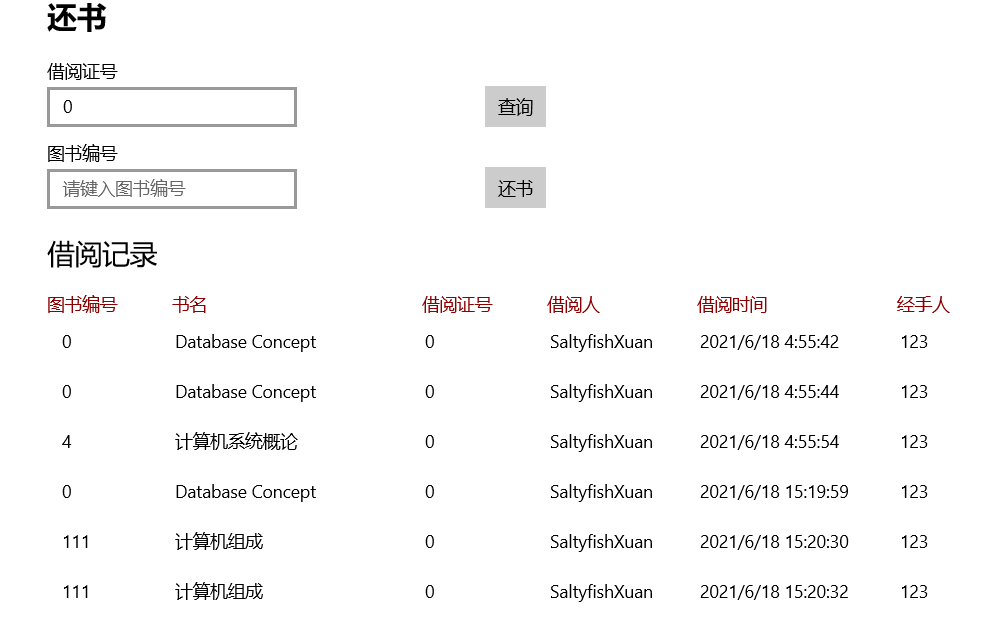 还书
借阅证号
0 查询
图书编号
请键入图书编号 还书
借阅记录
图书编号 书名 借阅证号 借阅人 借阅时间 经手人
0 Database Concept 0 SaltyfishXuan 2021/6/18 4:55:42 123
0 Database Concept 0 SaltyfishXuan 2021/6/18 4:55:44 123
4 计算机系统概论 0 SaltyfishXuan 2021/6/18 4:55:54 123
0 Database Concept 0 SaltyfishXuan 2021/6/18 15:19:59 123
111 计算机组成 0 SaltyfishXuan 2021/6/18 15:20:30 123
111 计算机组成 0 SaltyfishXuan 2021/6/18 15:20:32 123